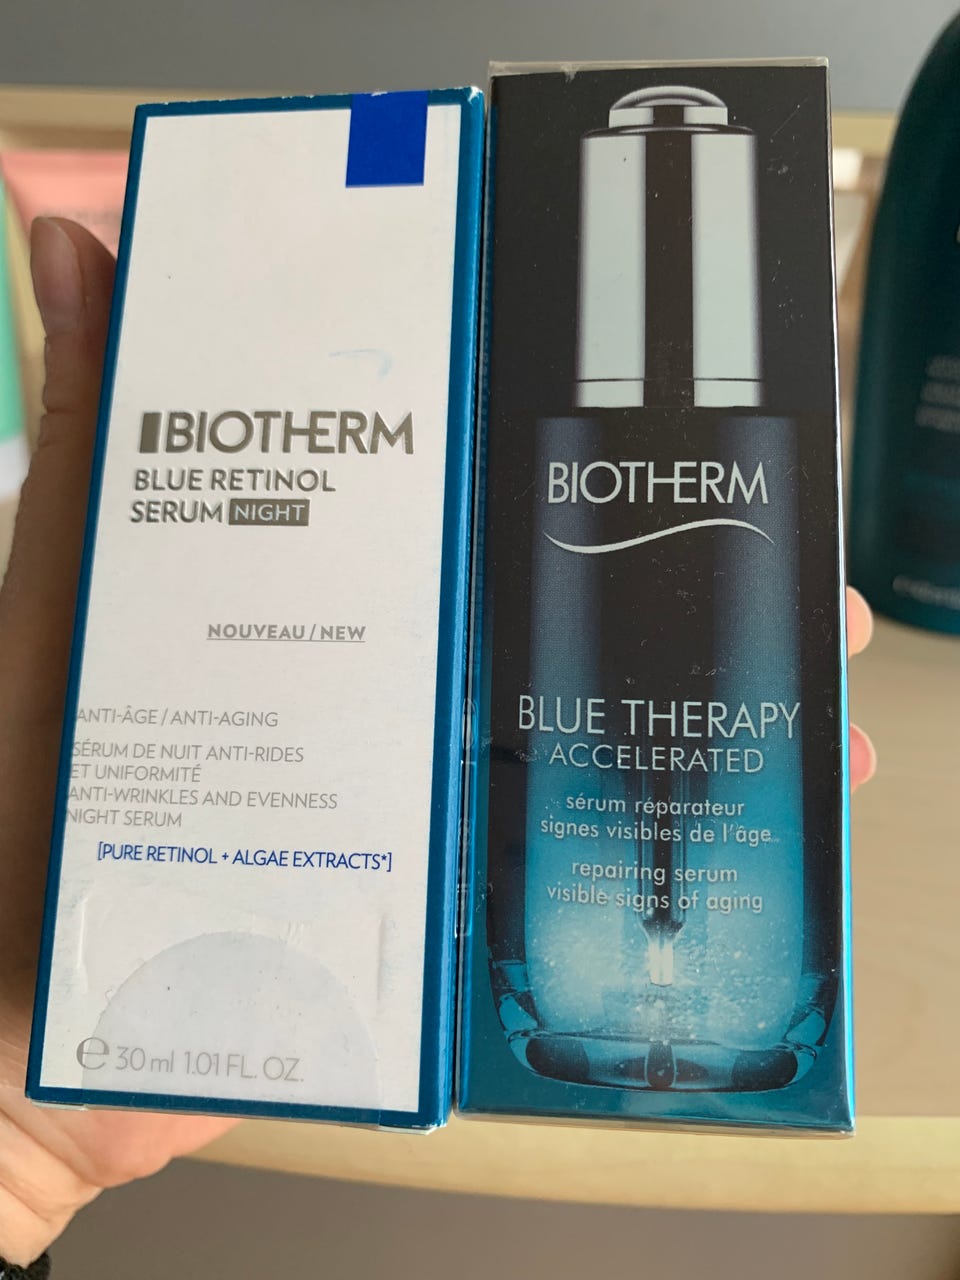 BIOTHERM
BLUE RETINOL
SERUM NIGHT
NOUVEAU / NEW
ANTI-ÂGE / ANTI-AGING
SÉRUM DE NUIT ANTI-RIDES
ET UNIFORMITÉ
ANTI-WRINKLES AND EVENNESS
NIGHT SERUM
[PURE RETINOL + ALGAE EXTRACTS*]
e 30 ml 1.01 FL. OZ.
BIOTHERM
BLUE THERAPY
ACCELERATED
sérum réparateur
signes visibles de l'âge
repairing serum
visible signs of aging